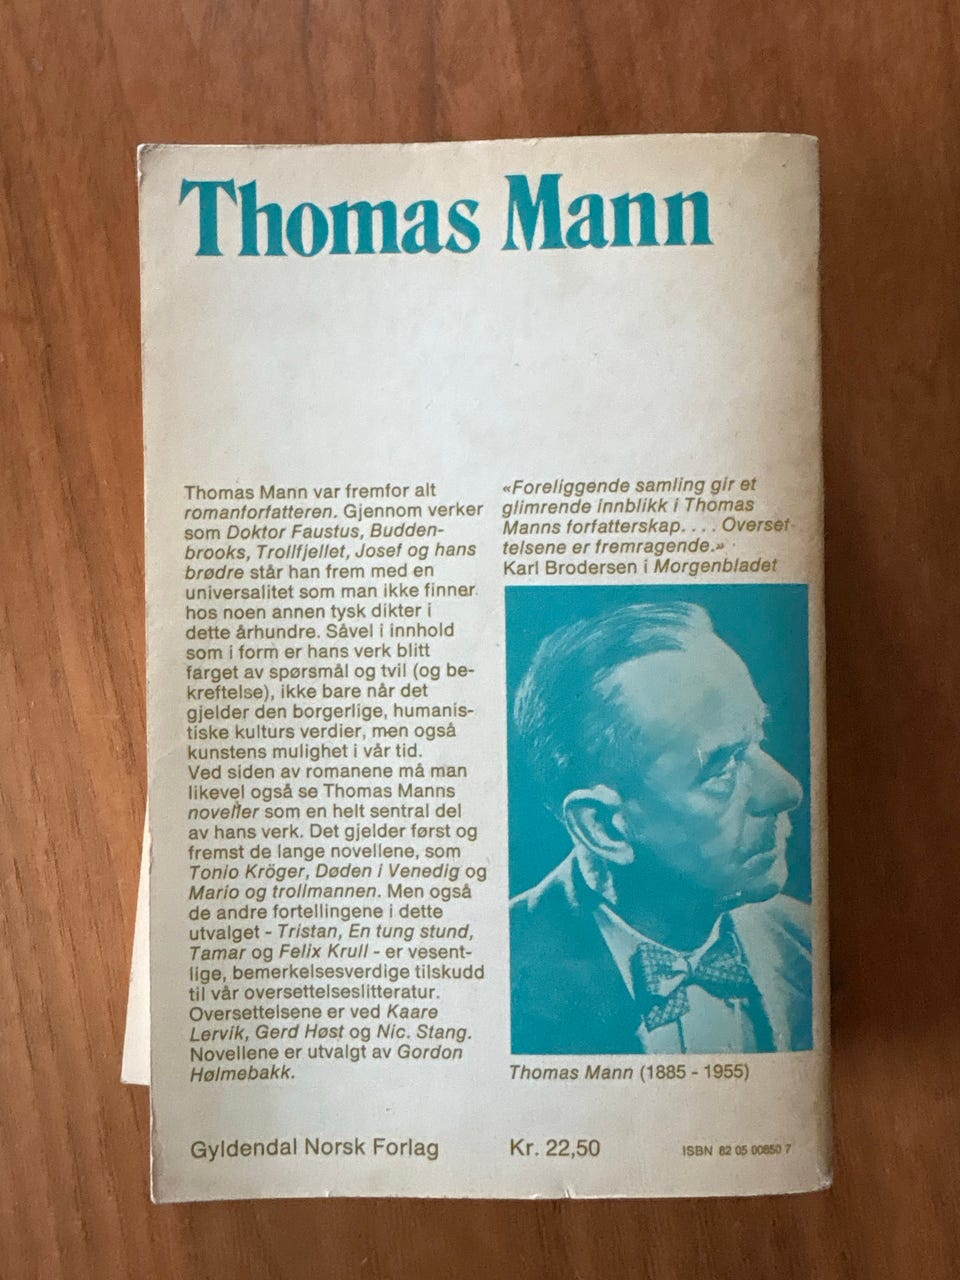 Thomas Mann
Thomas Mann var fremfor alt
romanforfatteren. Gjennom verker
som Doktor Faustus, Budden-
brooks, Trollfjellet, Josef og hans
brødre står han frem med en
universalitet som man ikke finner
hos noen annen tysk dikter i
dette århundre. Såvel i innhold
som i form er hans verk blitt
farget av spørsmål og tvil (og be-
kreftelse), ikke bare når det
gjelder den borgerlige, humanis-
tiske kulturs verdier, men også
kunstens mulighet i vår tid.
Ved siden av romanene må man
likevel også se Thomas Manns
noveller som en helt sentral del
av hans verk. Det gjelder først og
fremst de lange novellene, som
Tonio Kröger, Døden i Venedig og
Mario og trollmannen. Men også
de andre fortellingene i dette
utvalget - Tristan, En tung stund,
Tamar og Felix Krull - er vesent-
lige, bemerkelsesverdige tilskudd
til vår oversettelseslitteratur.
Oversettelsene er ved Kaare
Lervik, Gerd Høst og Nic. Stang.
Novellene er utvalgt av Gordon
Hølmebakk.
«Foreliggende samling gir et
glimrende innblikk i Thomas
Manns forfatterskap. . . . Overset-
telsene er fremragende.»
Karl Brodersen i Morgenbladet
Thomas Mann (1885 - 1955)
Gyldendal Norsk Forlag
Kr. 22,50
ISBN 82 05 00850 7